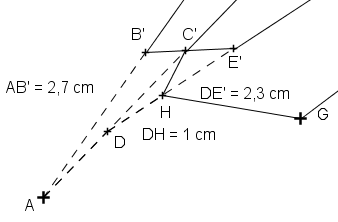 B'
C'
E'
AB' = 2,7 cm
DE' = 2,3 cm
H
G
D
DH = 1 cm
A